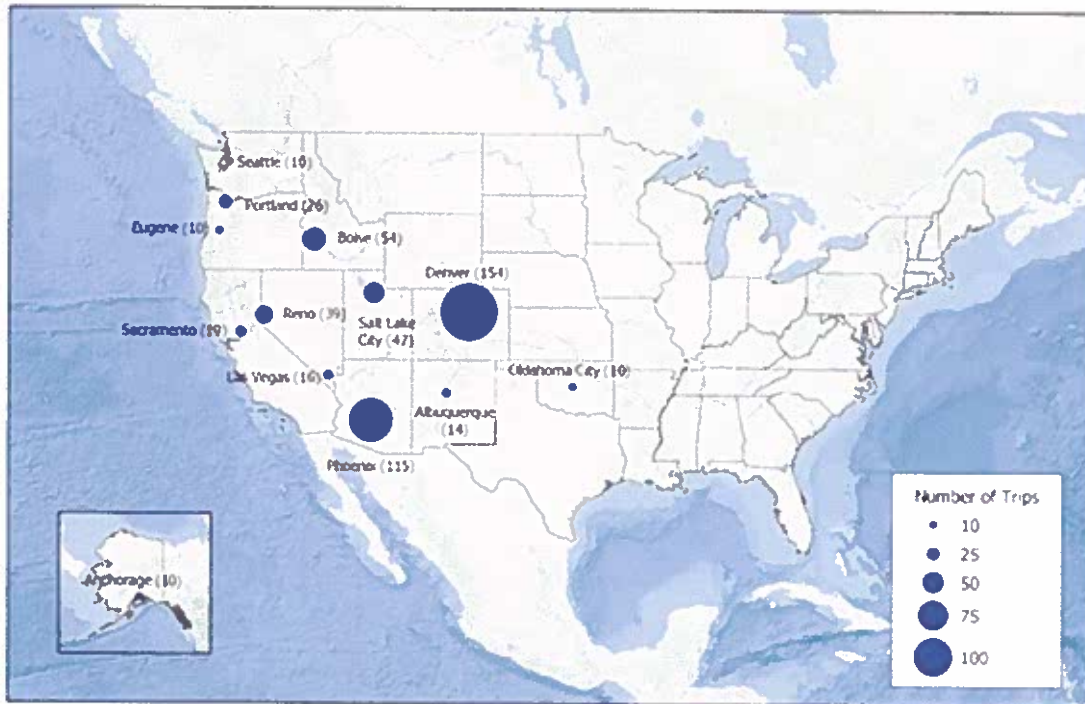 Seattle (10)
Portland (26)
Eugene (10)
Boise (54)
Denver (154)
Reno (39)
Salt Lake
City (47)
Sacramento (19)
Las Vegas (16)
Oklahoma City (10)
Albuquerque
(14)
Phoenix (115)
Anchorage (10)
Number of Trips
10
25
50
75
100